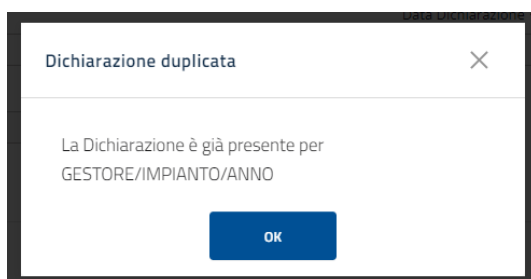 Data Dichiarazione
Dichiarazione duplicata
La Dichiarazione è già presente per
GESTORE/IMPIANTO/ANNO
OK